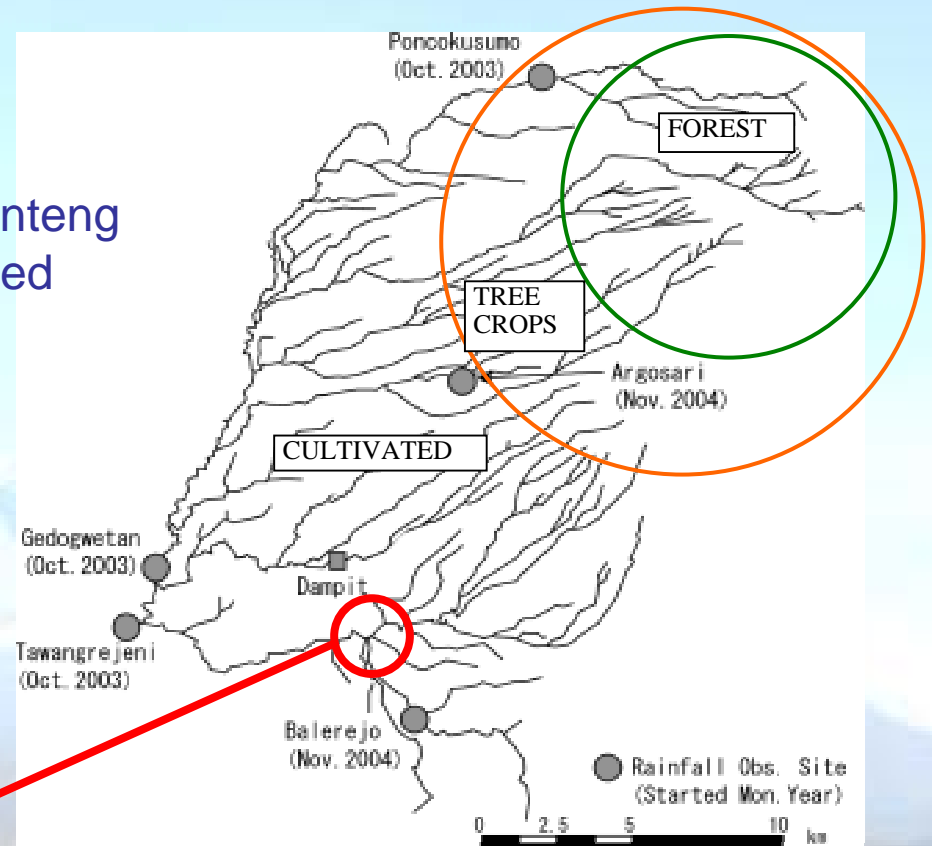 Poncokusumo
(Oct. 2003)
FOREST
nteng
ed
TREE
CROPS
Argosari
(Nov. 2004)
CULTIVATED
Gedogwetan
(Oct. 2003)
Dampit
Tawangrejeni
(Oct. 2003)
Balerejo
(Nov. 2004)
Rainfall Obs. Site
(Started Mon. Year)
0 2.5 5 10
km